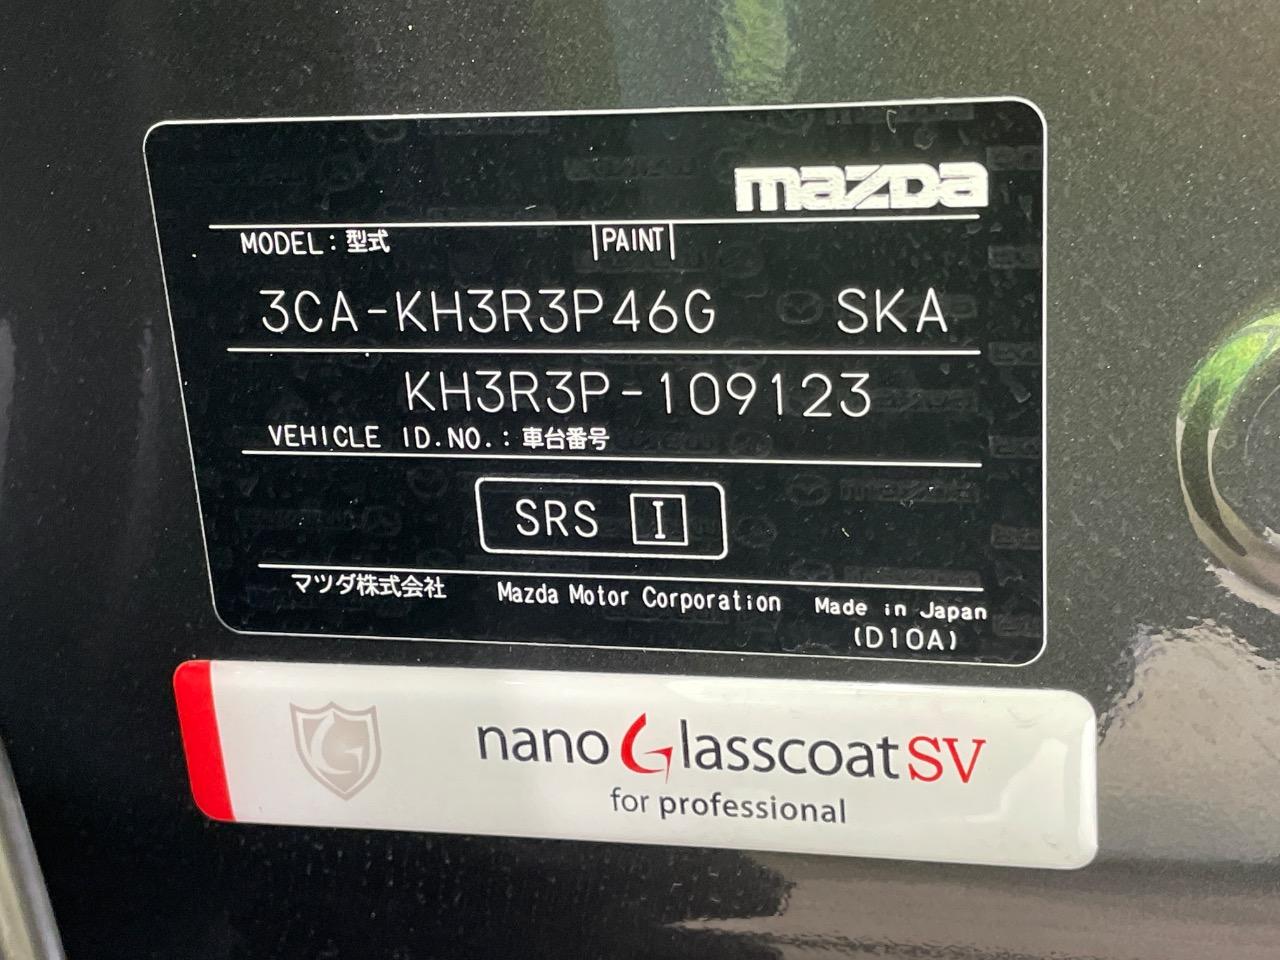 mazda
MODEL：型式 PAINT
3CA-KH3R3P46G SKA
KH3R3P-109123
VEHICLE ID.NO.：車台番号
SRS I
マツダ株式会社 Mazda Motor Corporation Made in Japan
(D10A)
nano Glasscoat SV
for professional